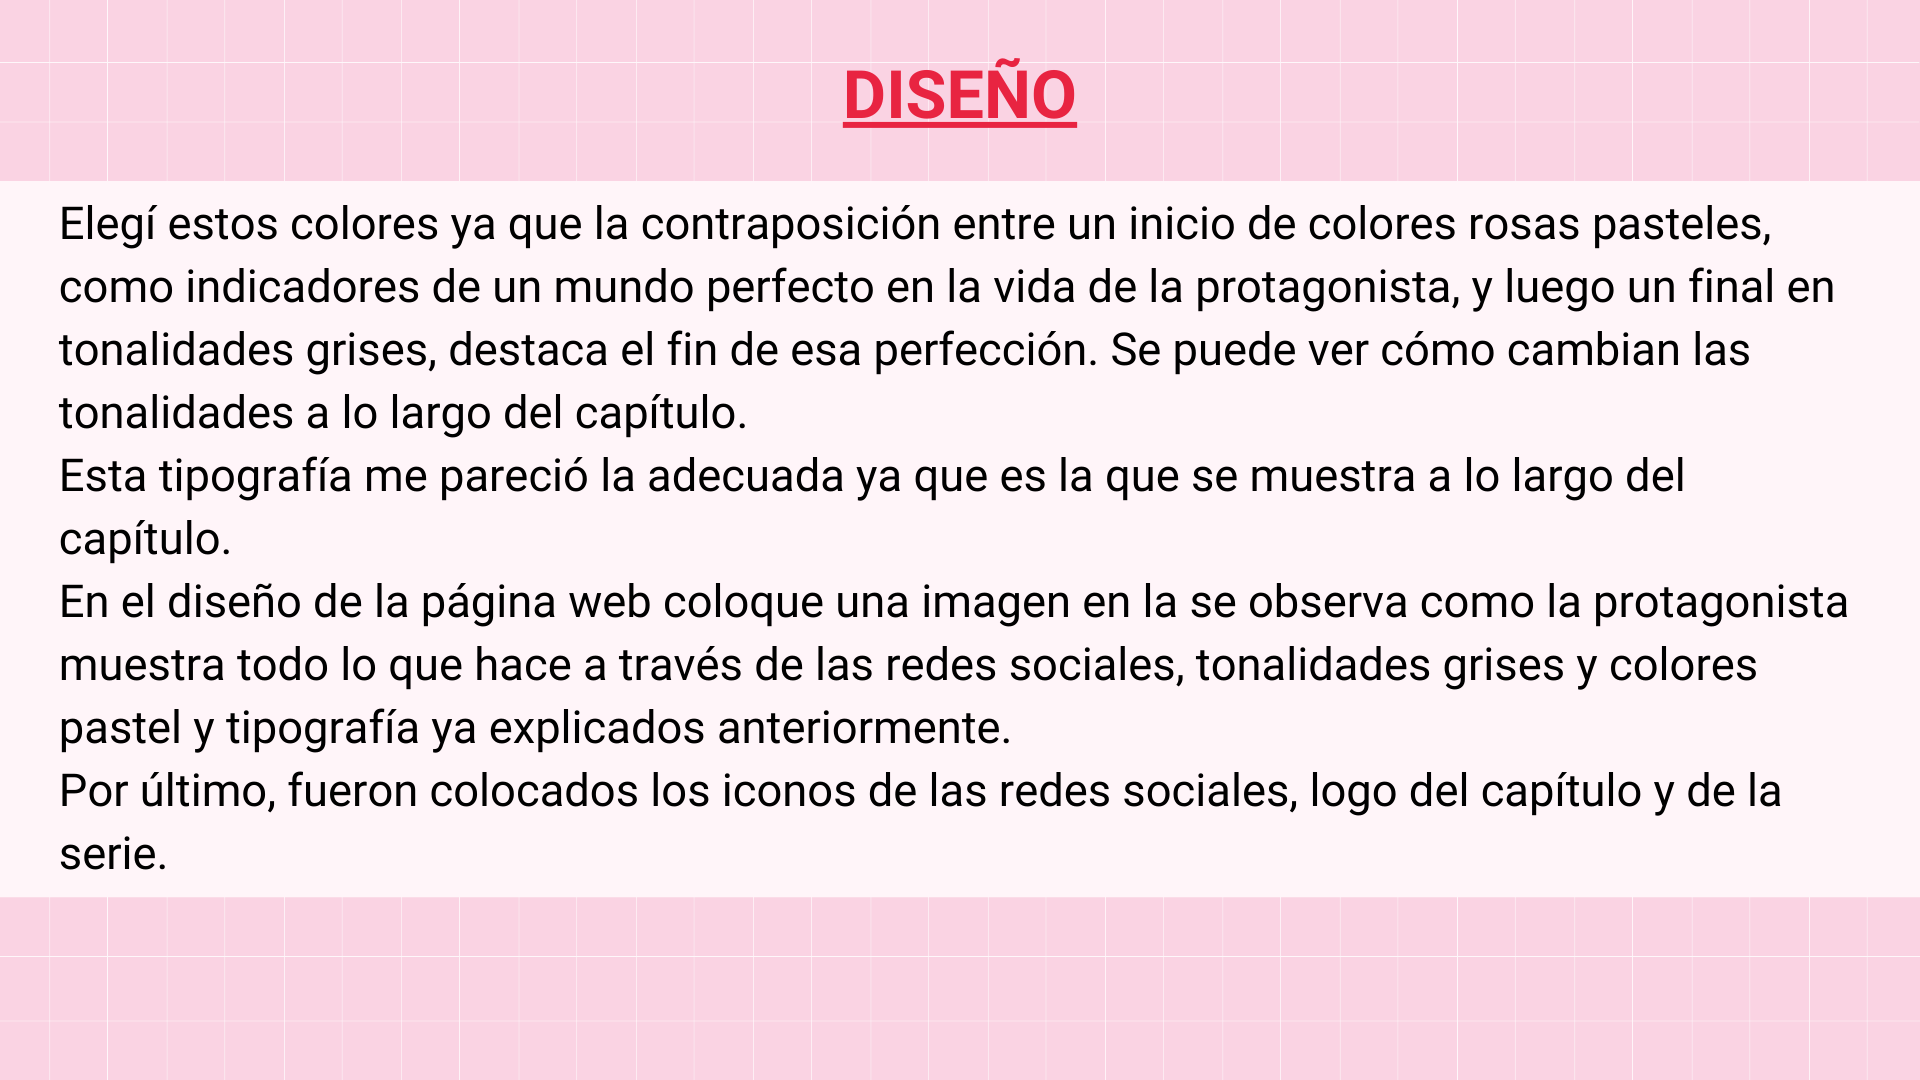 DISEÑO
Elegí estos colores ya que la contraposición entre un inicio de colores rosas pasteles,
como indicadores de un mundo perfecto en la vida de la protagonista, y luego un final en
tonalidades grises, destaca el fin de esa perfección. Se puede ver cómo cambian las
tonalidades a lo largo del capítulo.
Esta tipografía me pareció la adecuada ya que es la que se muestra a lo largo del
capítulo.
En el diseño de la página web coloque una imagen en la se observa como la protagonista
muestra todo lo que hace a través de las redes sociales, tonalidades grises y colores
pastel y tipografía ya explicados anteriormente.
Por último, fueron colocados los iconos de las redes sociales, logo del capítulo y de la
serie.